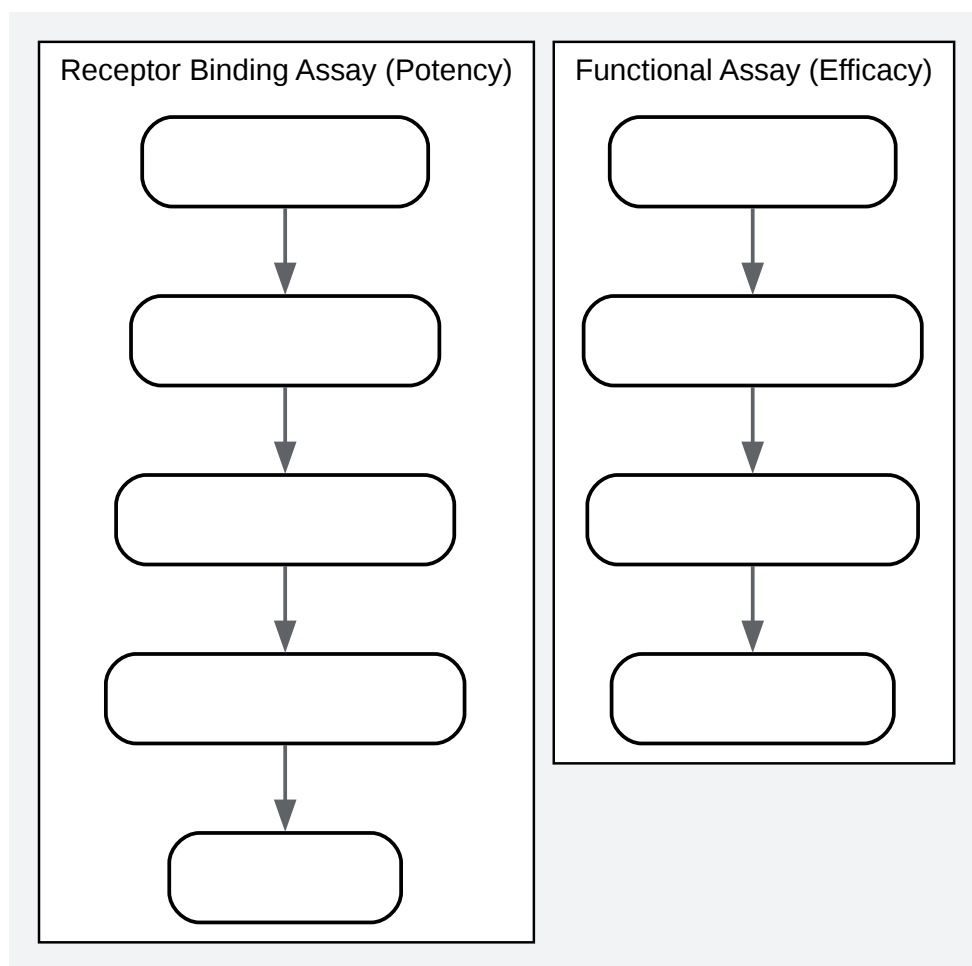 Receptor Binding Assay (Potency)
Functional Assay (Efficacy)